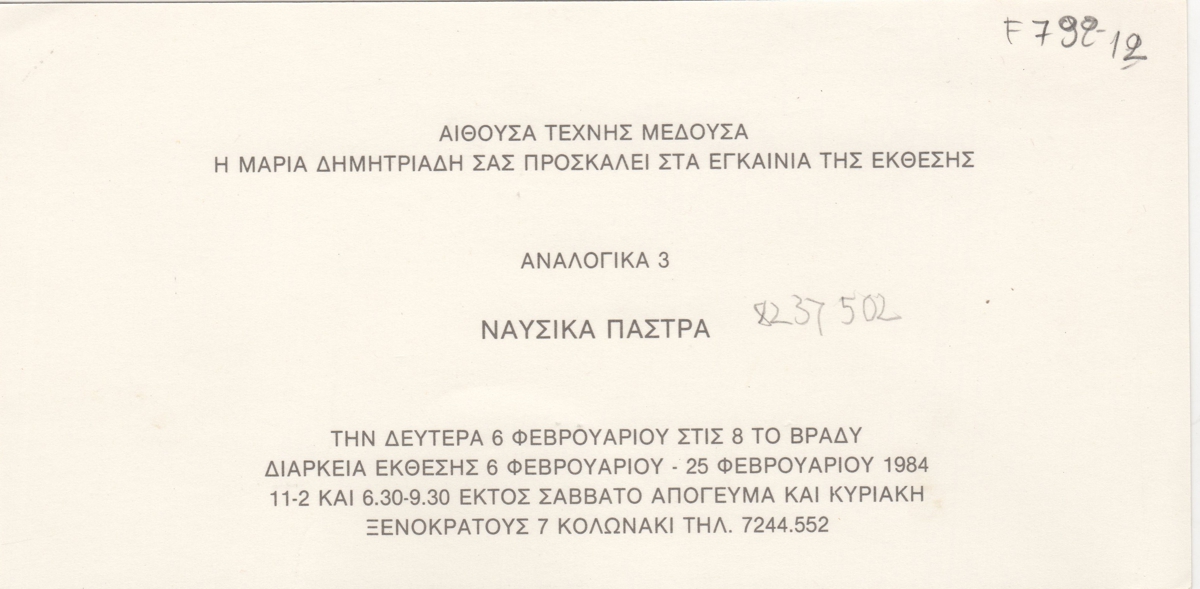 F 792-12
ΑΙΘΟΥΣΑ ΤΕΧΝΗΣ ΜΕΔΟΥΣΑ
Η ΜΑΡΙΑ ΔΗΜΗΤΡΙΑΔΗ ΣΑΣ ΠΡΟΣΚΑΛΕΙ ΣΤΑ ΕΓΚΑΙΝΙΑ ΤΗΣ ΕΚΘΕΣΗΣ
ΑΝΑΛΟΓΙΚΑ 3
ΝΑΥΣΙΚΑ ΠΑΣΤΡΑ
502
ΤΗΝ ΔΕΥΤΕΡΑ 6 ΦΕΒΡΟΥΑΡΙΟΥ ΣΤΙΣ 8 ΤΟ ΒΡΑΔΥ
ΔΙΑΡΚΕΙΑ ΕΚΘΕΣΗΣ 6 ΦΕΒΡΟΥΑΡΙΟΥ - 25 ΦΕΒΡΟΥΑΡΙΟΥ 1984
11-2 ΚΑΙ 6.30-9.30 ΕΚΤΟΣ ΣΑΒΒΑΤΟ ΑΠΟΓΕΥΜΑ ΚΑΙ ΚΥΡΙΑΚΗ
ΞΕΝΟΚΡΑΤΟΥΣ 7 ΚΟΛΩΝΑΚΙ ΤΗΛ. 7244.552